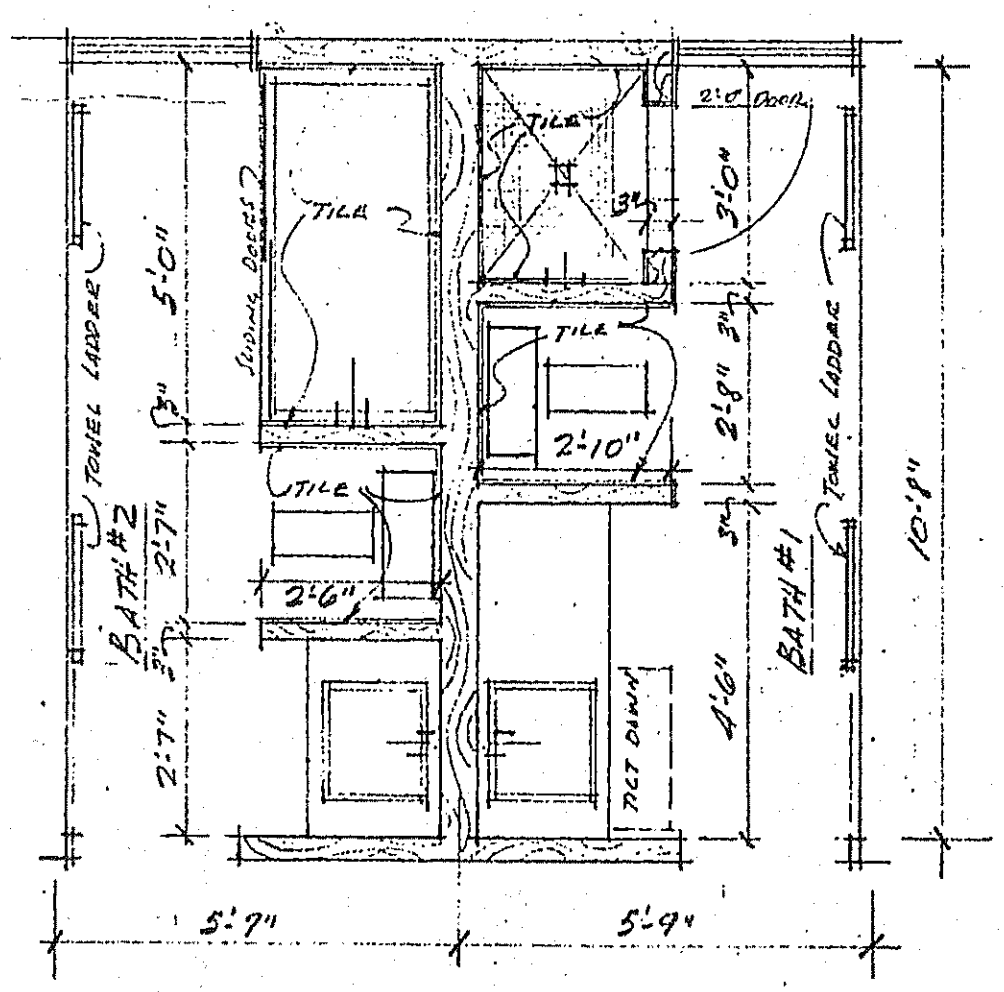 2'-0" DOOR
TILE
3"
3'-0"
SLIDING DOORS
TILE
TOWEL LADDER
5'-0"
3"
TILE
3"
2'-8"
TOWEL LADDER
2'-10"
TILE
BATH #2
2'-7"
2'-6"
3"
BATH #1
10'-8"
3"
2'-7"
4'-6"
TILT DOWN
5'-7"
5'-9"